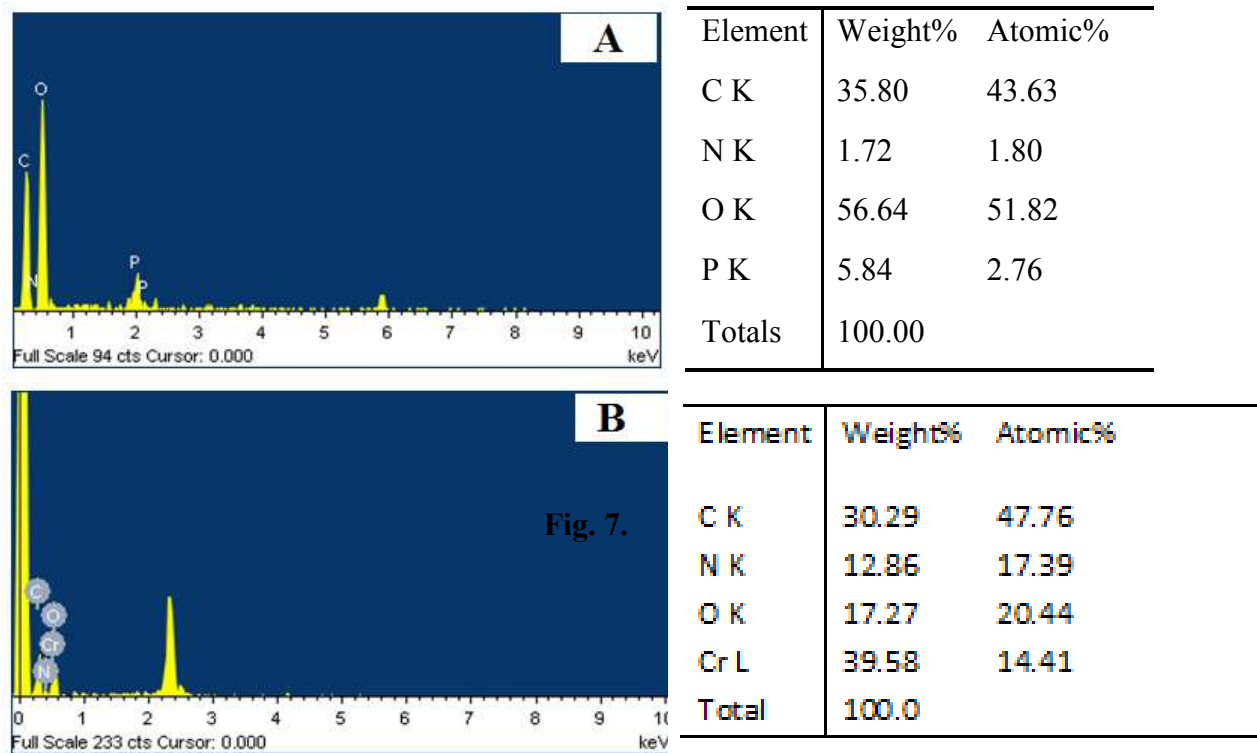 A
O
C
N
P
P
1 2 3 4 5 6 7 8 9 10
Full Scale 94 cts Cursor: 0.000 keV
Element Weight% Atomic%
C K 35.80 43.63
N K 1.72 1.80
O K 56.64 51.82
P K 5.84 2.76
Totals 100.00
B
Fig. 7.
C
O
Cr
N
0 1 2 3 4 5 6 7 8 9 10
Full Scale 233 cts Cursor: 0.000 keV
Element Weight% Atomic%
C K 30.29 47.76
N K 12.86 17.39
O K 17.27 20.44
Cr L 39.58 14.41
Total 100.0